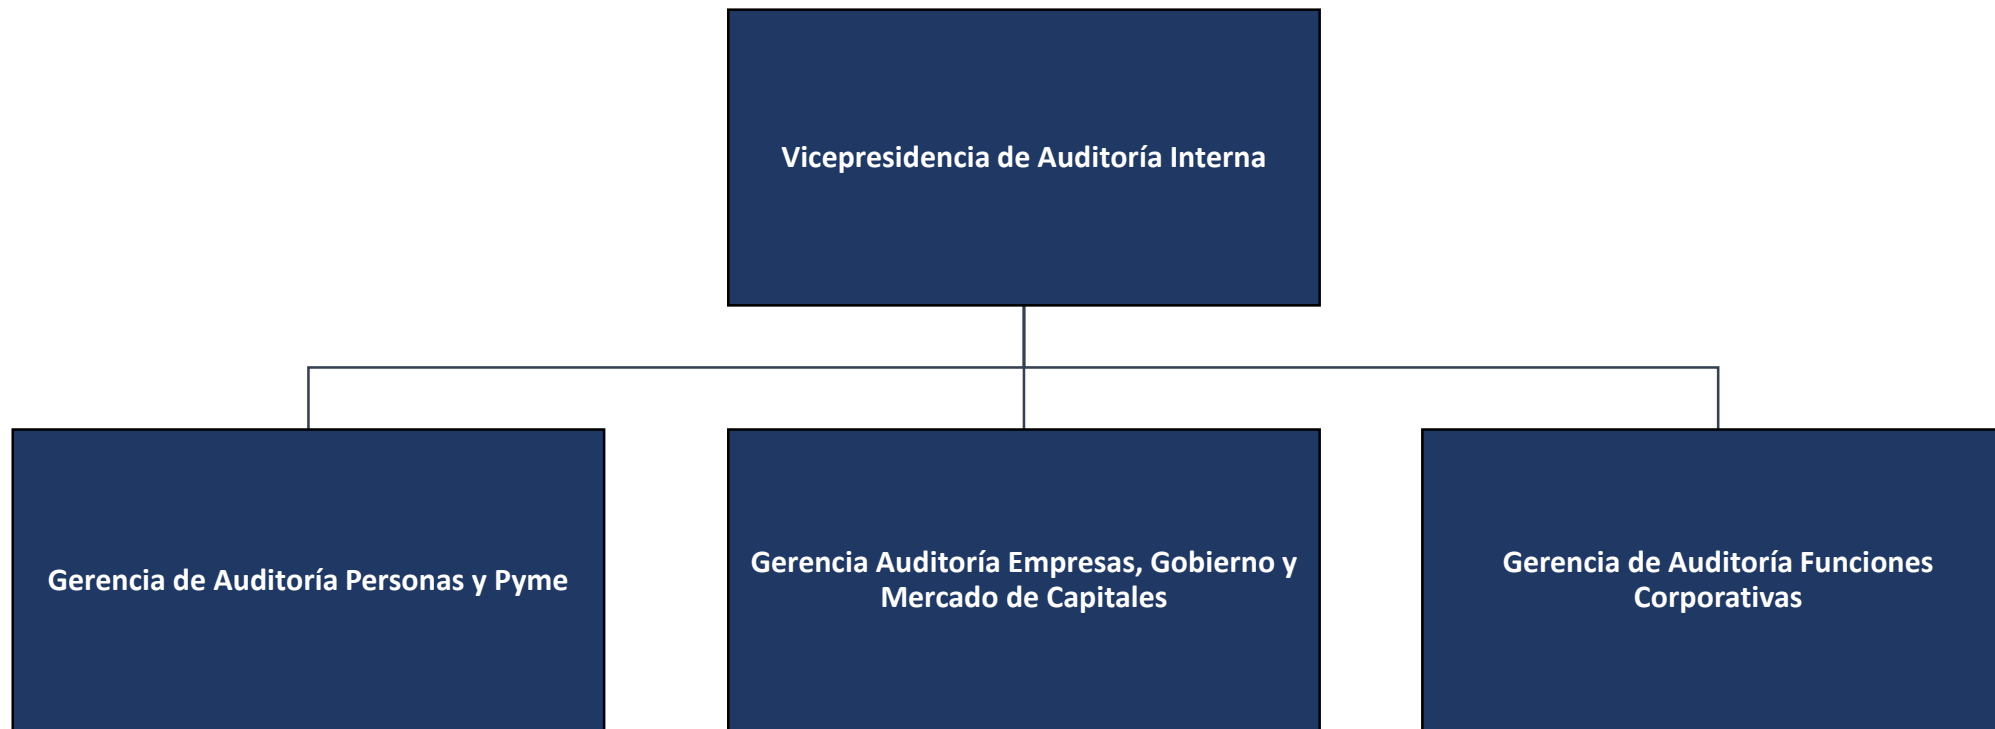 Vicepresidencia de Auditoría Interna
Gerencia de Auditoría Personas y Pyme
Gerencia Auditoría Empresas, Gobierno y
Mercado de Capitales
Gerencia de Auditoría Funciones
Corporativas